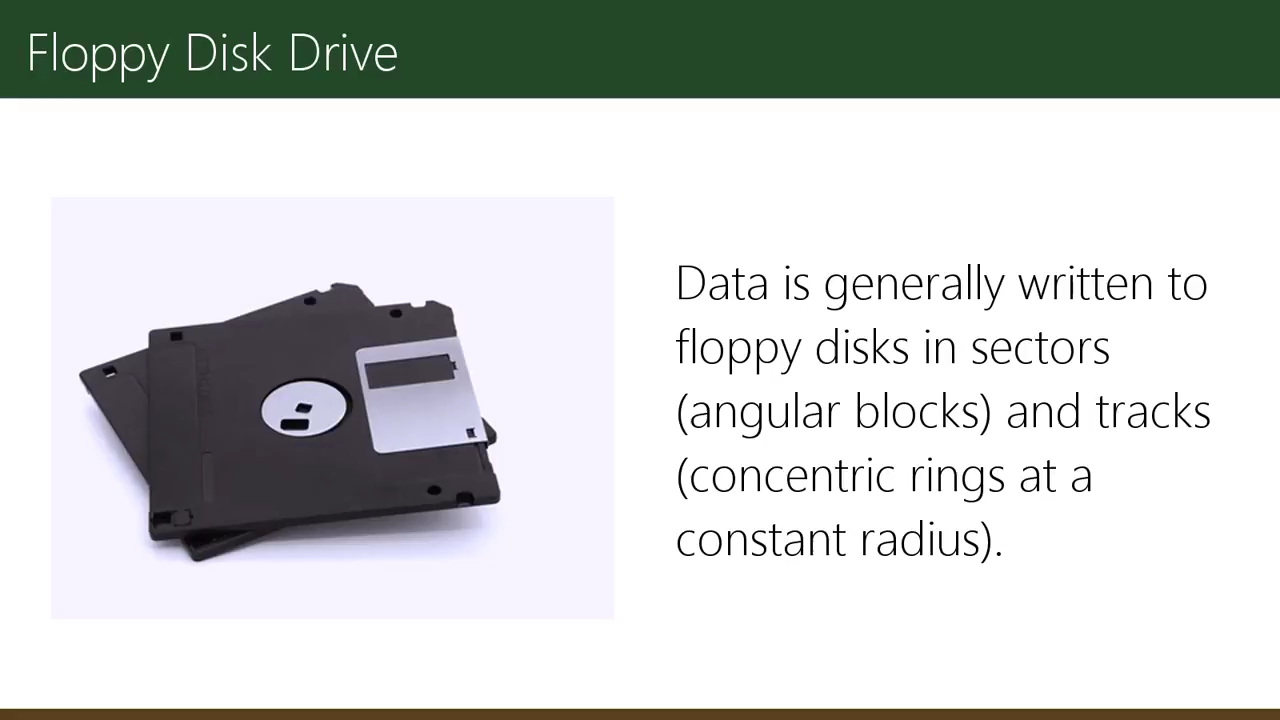 Floppy Disk Drive
Data is generally written to
floppy disks in sectors
(angular blocks) and tracks
(concentric rings at a
constant radius).